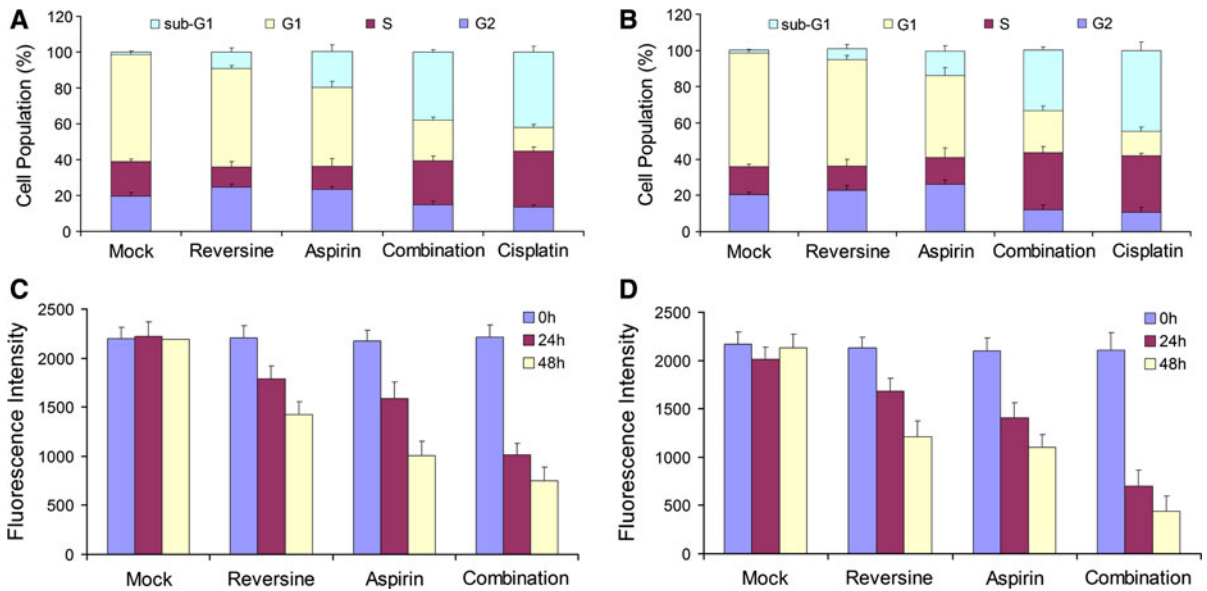 A
sub-G1 G1 S G2
Cell Population (%)
120
100
80
60
40
20
0
Mock Reversine Aspirin Combination Cisplatin
B
sub-G1 G1 S G2
Cell Population (%)
120
100
80
60
40
20
0
Mock Reversine Aspirin Combination Cisplatin
C
Fluorescence Intensity
2500
2000
1500
1000
500
0
0h
24h
48h
Mock Reversine Aspirin Combination
D
Fluorescence Intensity
2500
2000
1500
1000
500
0
0h
24h
48h
Mock Reversine Aspirin Combination